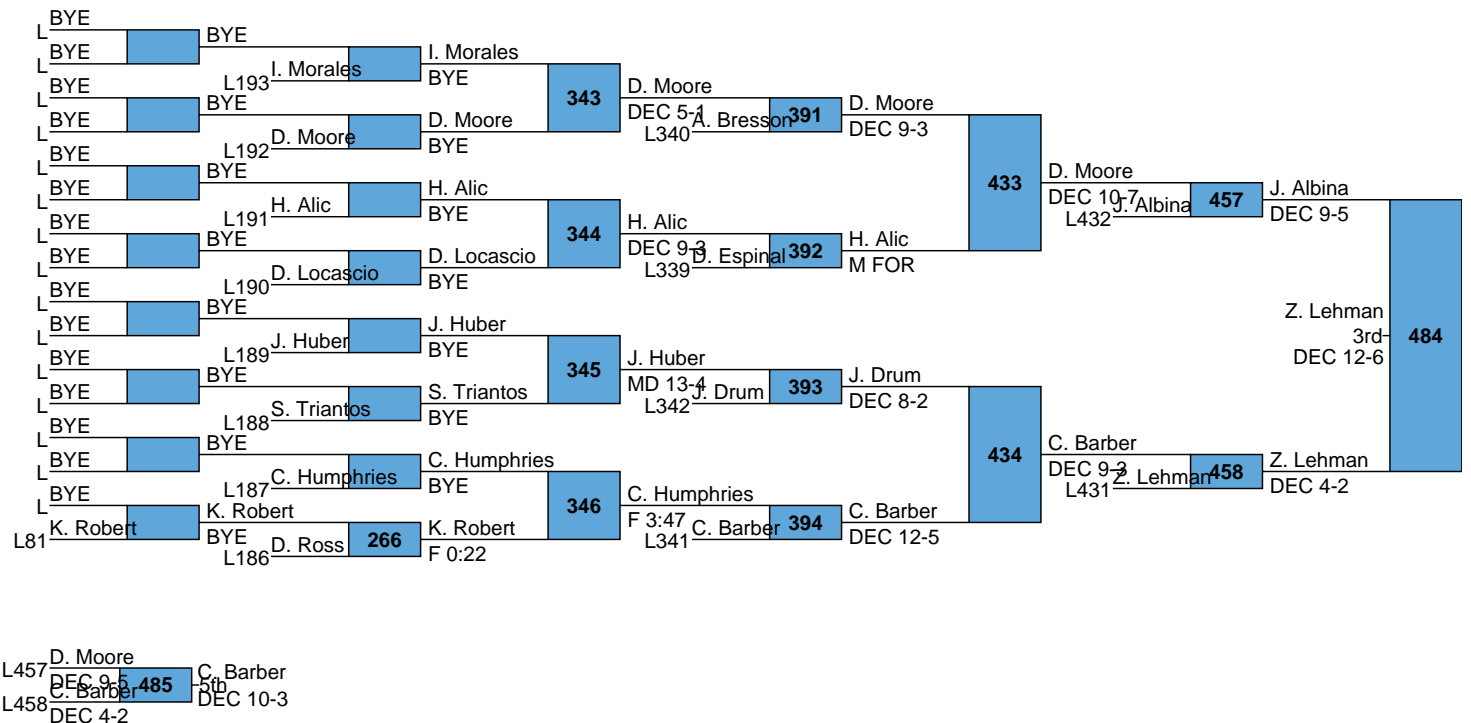 BYE
L
BYE
L
BYE
I. Morales
L193
I. Morales
BYE
BYE
L
BYE
L
BYE
D. Moore
L192
D. Moore
BYE
343
D. Moore
DEC 5-1
A. Bresson
L340
391
D. Moore
DEC 9-3
BYE
L
BYE
L
BYE
H. Alic
L191
H. Alic
BYE
BYE
L
BYE
L
BYE
D. Locascio
L190
D. Locascio
BYE
344
H. Alic
DEC 9-3
D. Espinal
L339
392
H. Alic
M FOR
433
D. Moore
DEC 10-7
J. Albina
L432
457
J. Albina
DEC 9-5
BYE
L
BYE
L
BYE
J. Huber
L189
J. Huber
BYE
BYE
L
BYE
L
BYE
S. Triantos
L188
S. Triantos
BYE
345
J. Huber
MD 13-4
J. Drum
L342
393
J. Drum
DEC 8-2
BYE
L
BYE
L
BYE
C. Humphries
L187
C. Humphries
BYE
BYE
L
K. Robert
L81
K. Robert
BYE
D. Ross
L186
266
K. Robert
F 0:22
346
C. Humphries
F 3:47
C. Barber
L341
394
C. Barber
DEC 12-5
434
C. Barber
DEC 9-3
Z. Lehman
L431
458
Z. Lehman
DEC 4-2
484
Z. Lehman
3rd
DEC 12-6
D. Moore
L457
DEC 9-5
C. Barber
L458
DEC 4-2
485
C. Barber
5th
DEC 10-3